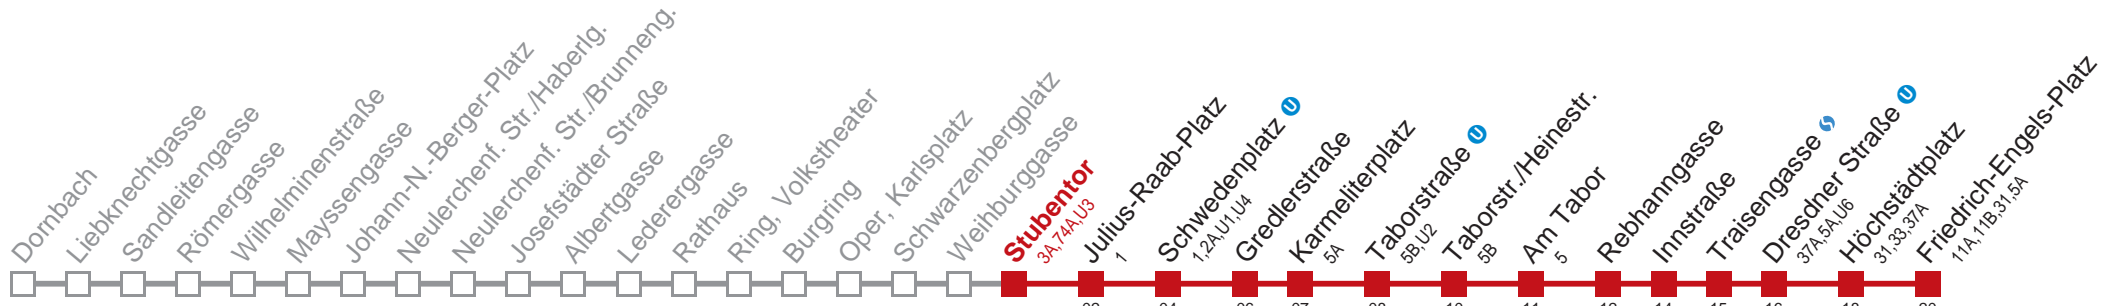 Dornbach
Liebknechtgasse
Sandleitengasse
Römergasse
Wilhelminenstraße
Mayssengasse
Johann-N.-Berger-Platz
Neulerchenf. Str./Haberlg.
Neulerchenf. Str./Brunneng.
Josefstädter Straße
Albertgasse
Lederergasse
Rathaus
Ring, Volkstheater
Burgring
Oper, Karlsplatz
Schwarzenbergplatz
Weihburggasse
Stubentor
3A,74A,U3
Julius-Raab-Platz
1
Schwedenplatz U
1,2A,U1,U4
Gredlerstraße
Karmeliterplatz
5A
Taborstraße U
5B,U2
Taborstr./Heinestr.
5B
Am Tabor
5
Rebhanngasse
Innstraße
Traisengasse S
Dresdner Straße U
37A,5A,U6
Höchstädtplatz
31,33,37A
Friedrich-Engels-Platz
11A,11B,31,5A